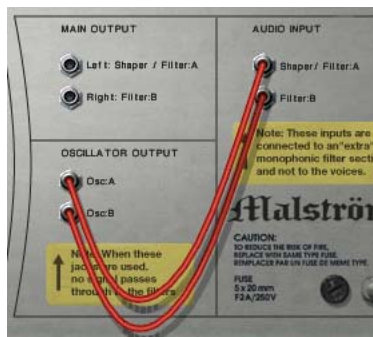 MAIN OUTPUT
Left: Shaper / Filter:A
Right: Filter:B
OSCILLATOR OUTPUT
Osc:A
Osc:B
Note: When these
jacks are used,
no signal passes
through to the filters
AUDIO INPUT
Shaper/ Filter:A
Filter:B
Note: These inputs are
connected to an"extra"
monophonic filter secti
and not to the voices.
Malströ
CAUTION:
TO REDUCE THE RISK OF FIRE,
REPLACE WITH SAME TYPE FUSE.
REMPLACER PAR UN FUSE DE MEME TYPE.
FUSE
5 x 20 mm
F2A/250V